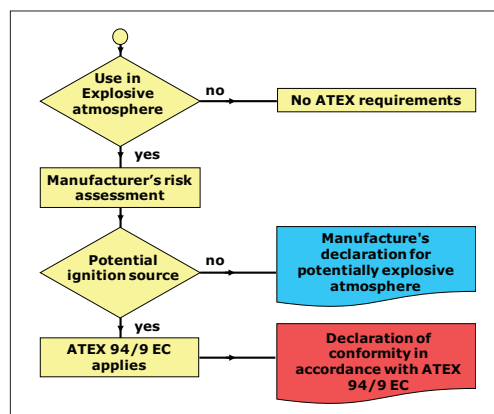 Use in
Explosive
atmosphere
no
No ATEX requirements
yes
Manufacturer's risk
assessment
Potential
ignition source
no
Manufacture's
declaration for
potentially explosive
atmosphere
yes
ATEX 94/9 EC
applies
Declaration of
conformity in
accordance with ATEX
94/9 EC